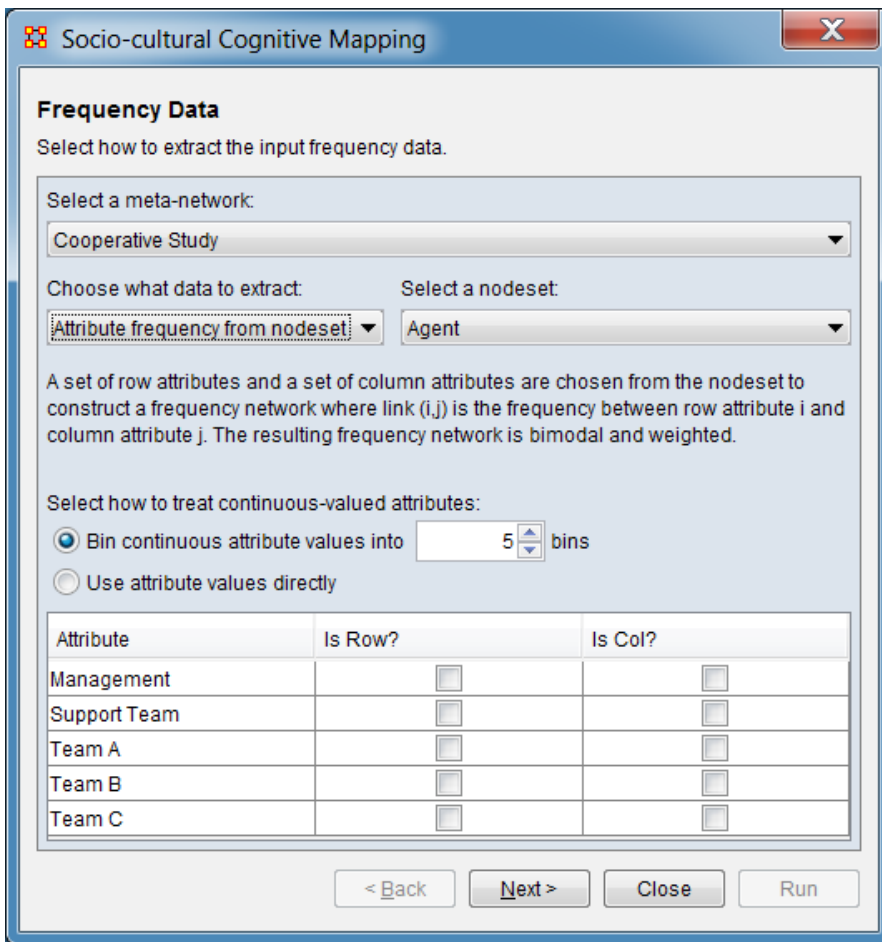 Socio-cultural Cognitive Mapping
X
Frequency Data
Select how to extract the input frequency data.
Select a meta-network:
Cooperative Study
Choose what data to extract: Select a nodeset:
Attribute frequency from nodeset Agent
A set of row attributes and a set of column attributes are chosen from the nodeset to
construct a frequency network where link (i,j) is the frequency between row attribute i and
column attribute j. The resulting frequency network is bimodal and weighted.
Select how to treat continuous-valued attributes:
Bin continuous attribute values into 5 bins
Use attribute values directly
Attribute Is Row? Is Col?
Management
Support Team
Team A
Team B
Team C
< Back Next > Close Run